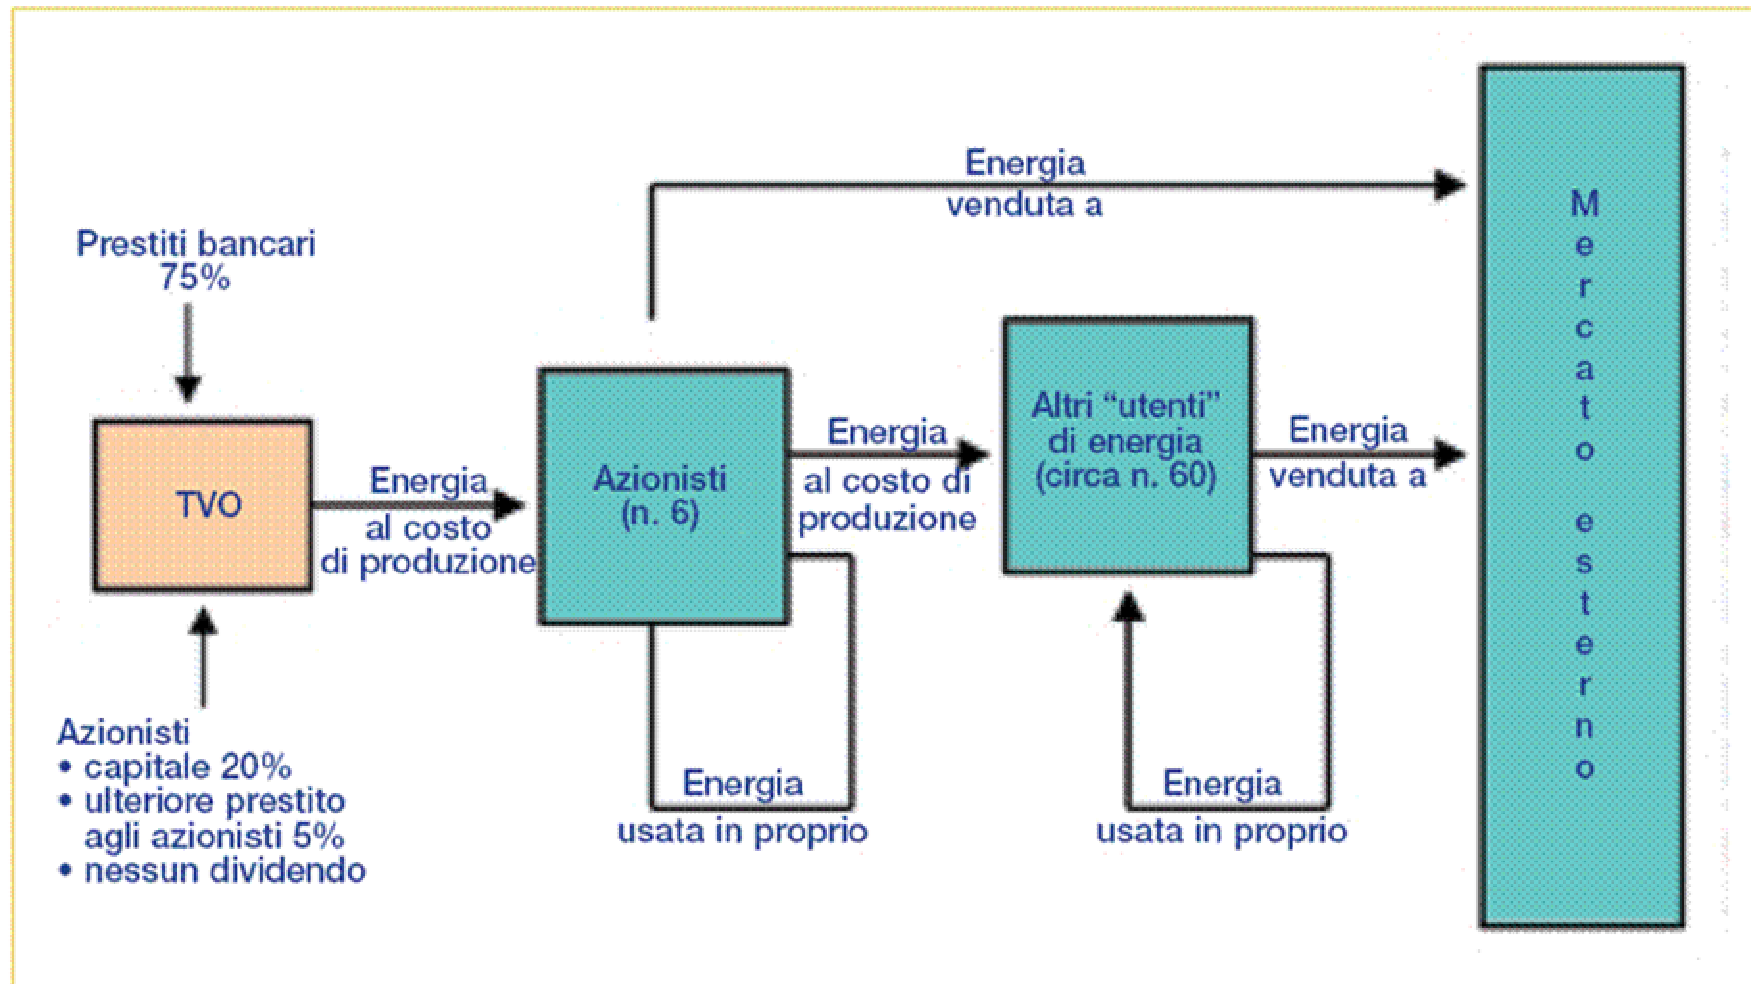 Prestiti bancari
75%
TVO
Azionisti
• capitale 20%
• ulteriore prestito
agli azionisti 5%
• nessun dividendo
Energia
al costo
di produzione
Azionisti
(n. 6)
Energia
usata in proprio
Energia
venduta a
Energia
al costo di
produzione
Altri “utenti”
di energia
(circa n. 60)
Energia
usata in proprio
Energia
venduta a
Mercato esterno